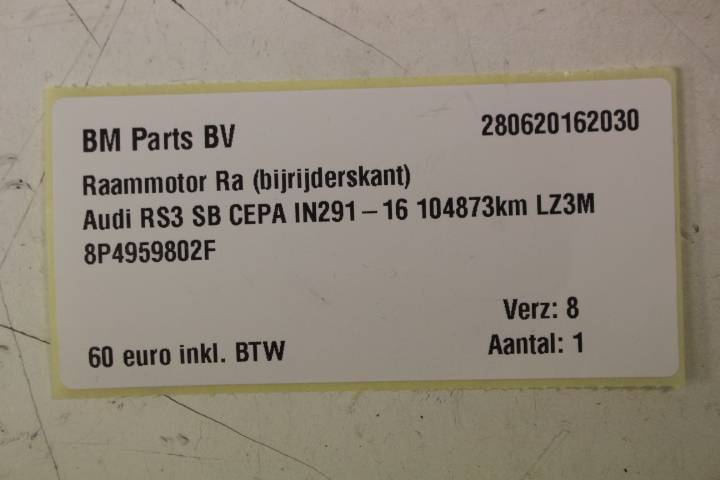 BM Parts BV 280620162030
Raammotor Ra (bijrijderskant)
Audi RS3 SB CEPA IN291 – 16 104873km LZ3M
8P4959802F
Verz: 8
60 euro inkl. BTW Aantal: 1